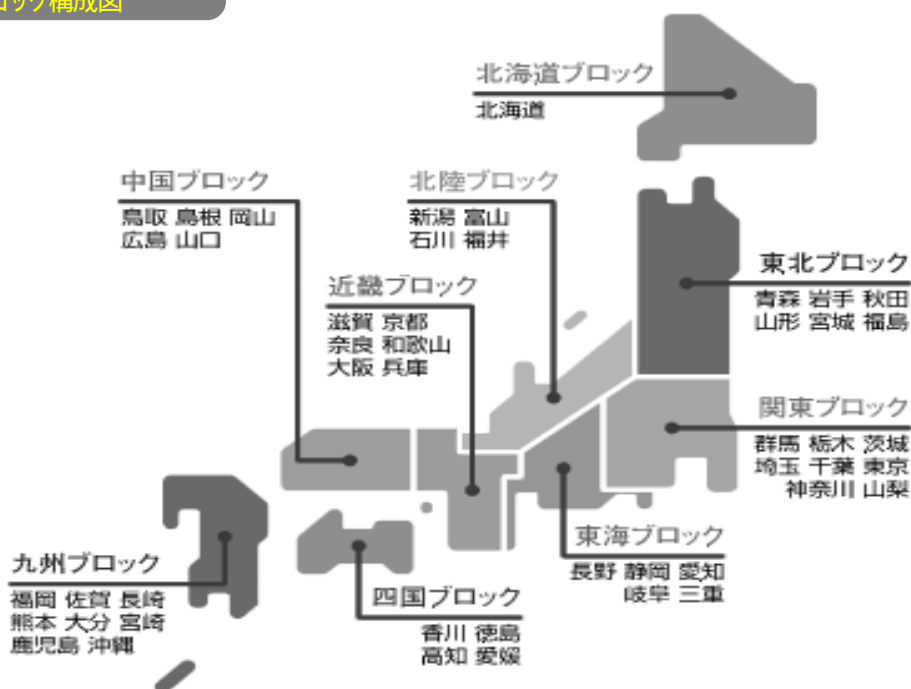 ロック構成図
北海道ブロック
北海道
中国ブロック
鳥取 島根 岡山
広島 山口
北陸ブロック
新潟 富山
石川 福井
東北ブロック
青森 岩手 秋田
山形 宮城 福島
近畿ブロック
滋賀 京都
奈良 和歌山
大阪 兵庫
関東ブロック
群馬 栃木 茨城
埼玉 千葉 東京
神奈川 山梨
東海ブロック
長野 静岡 愛知
岐阜 三重
九州ブロック
福岡 佐賀 長崎
熊本 大分 宮崎
鹿児島 沖縄
四国ブロック
香川 徳島
高知 愛媛